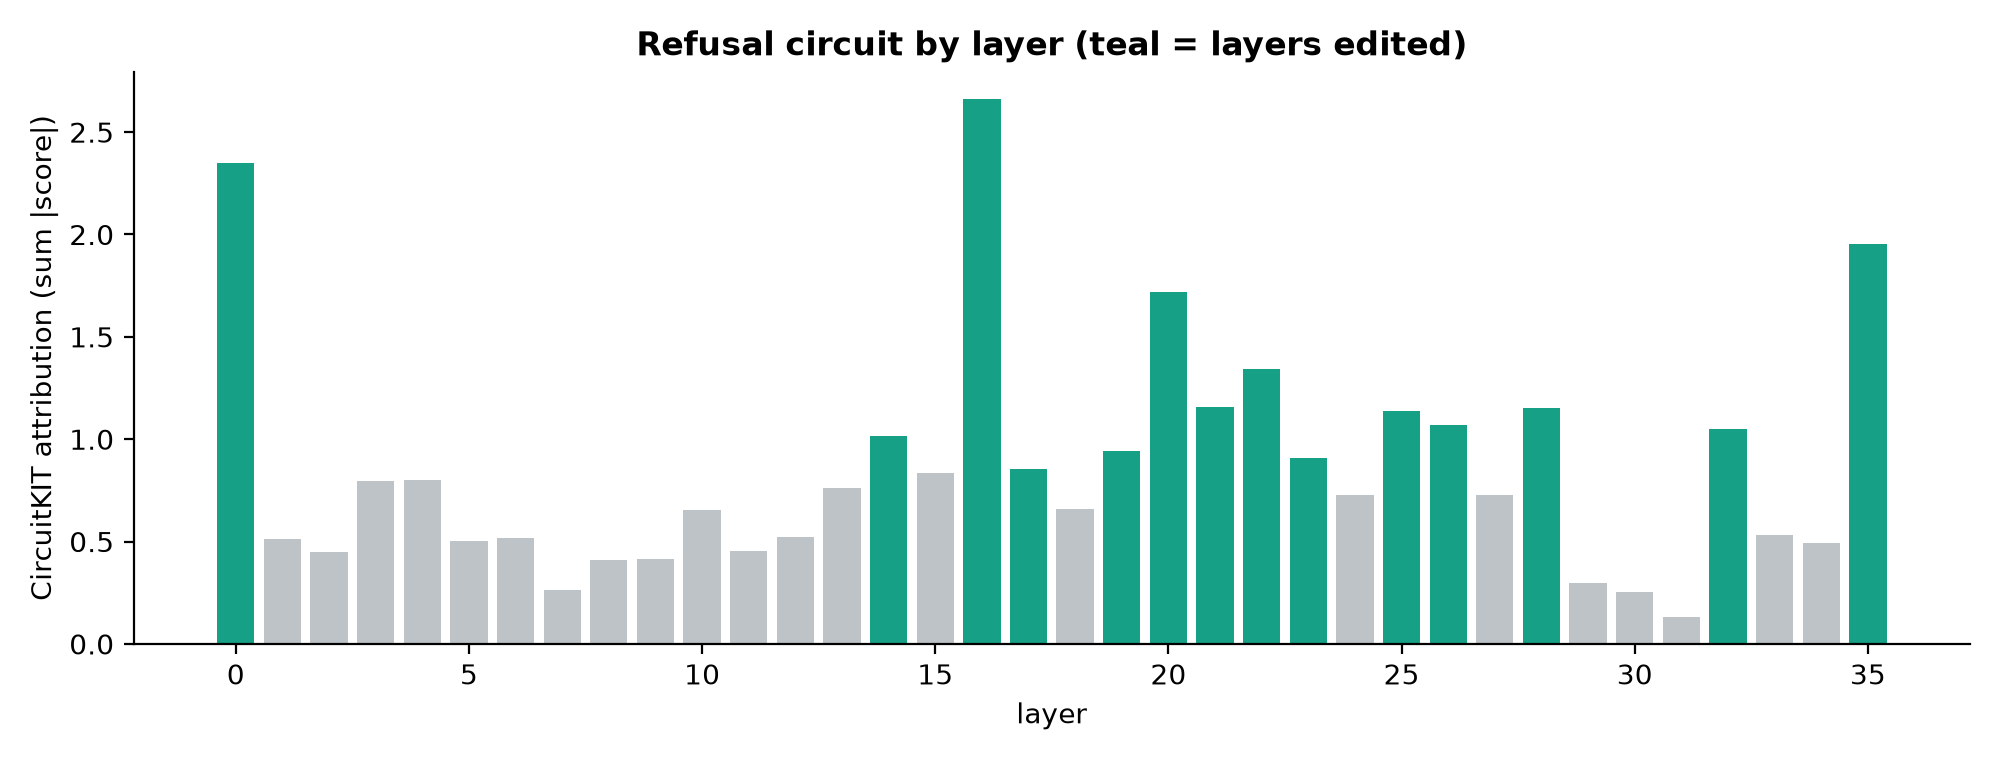 Refusal circuit by layer (teal = layers edited)
CircuitKIT attribution (sum |score|)
2.5
2.0
1.5
1.0
0.5
0.0
0 5 10 15 20 25 30 35
layer